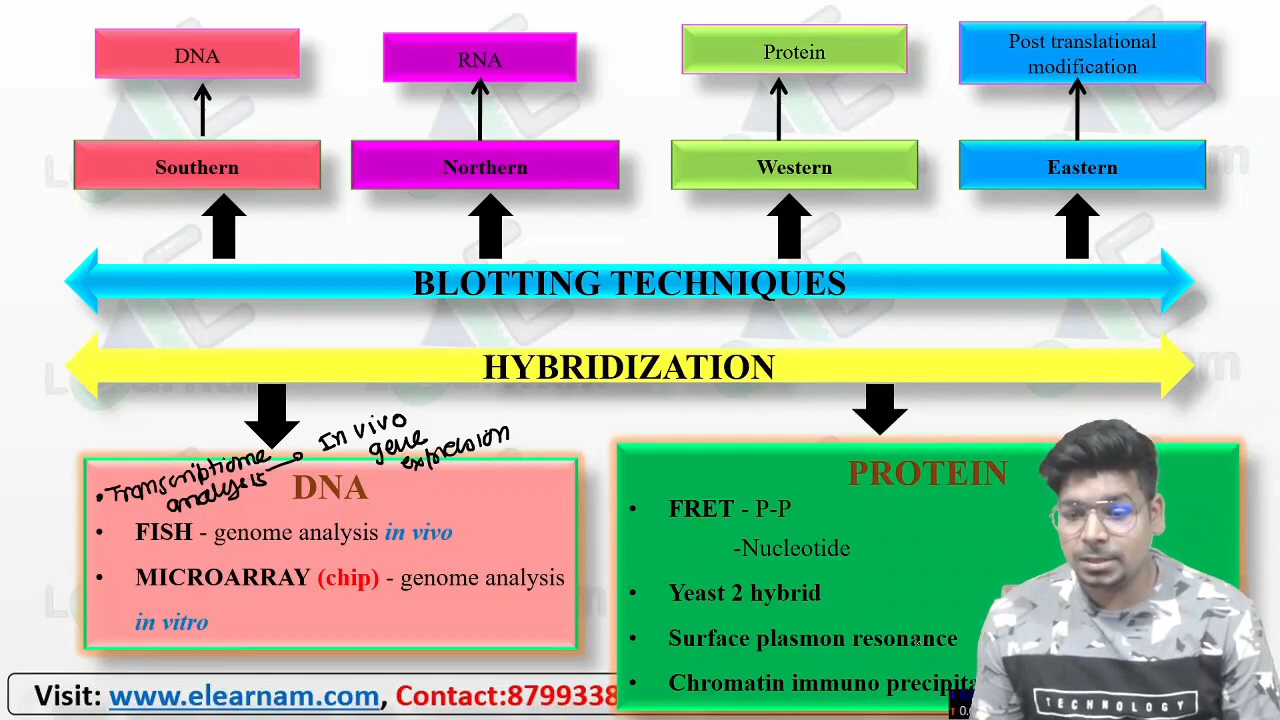 DNA
RNA
Protein
Post translational
modification
Southern
Northern
Western
Eastern
BLOTTING TECHNIQUES
HYBRIDIZATION
• Transcriptiome
analysis → In vivo
gene
expression
DNA
• FISH - genome analysis in vivo
• MICROARRAY (chip) - genome analysis
in vitro
PROTEIN
• FRET - P-P
-Nucleotide
• Yeast 2 hybrid
• Surface plasmon resonance
• Chromatin immuno precipita
Visit: www.elearnam.com, Contact:8799338
TECHNOLOGY